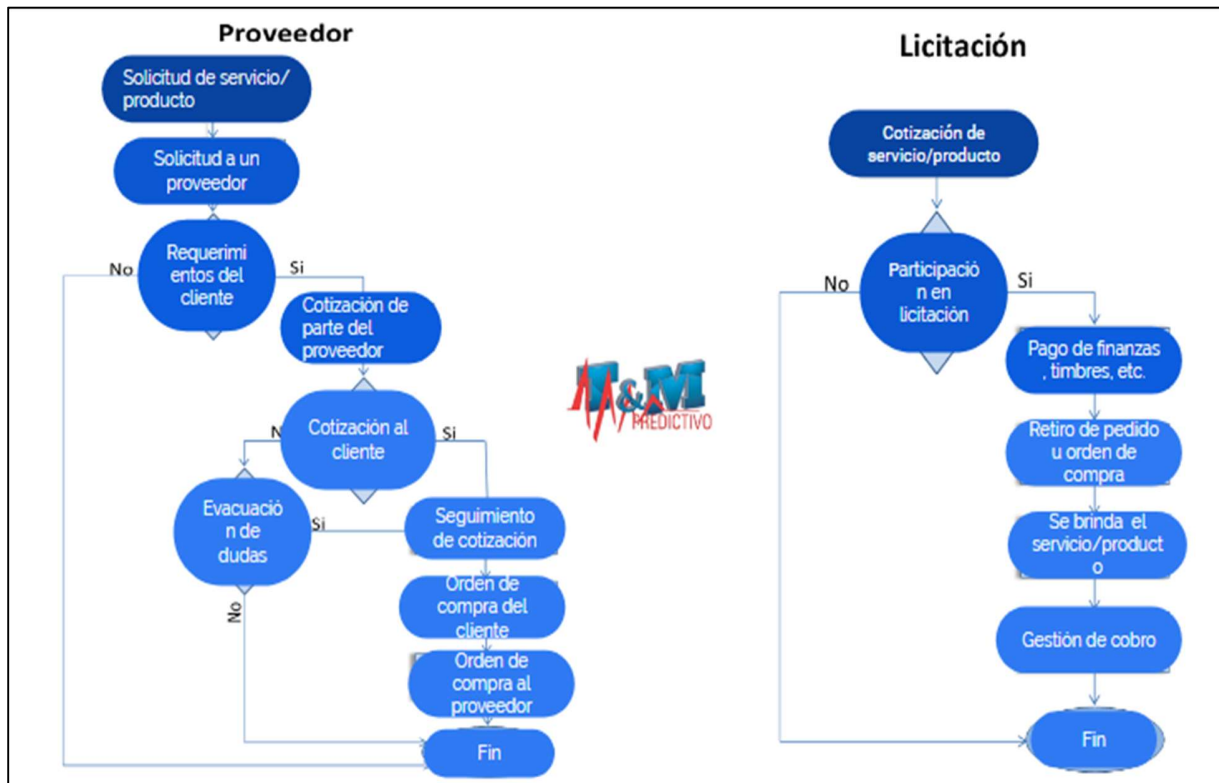 Proveedor
Solicitud de servicio/
producto
Solicitud a un
proveedor
Requerimi
entos del
cliente
No
Si
Cotización de
parte del
proveedor
Cotización al
cliente
N
Si
Evacuació
n de
dudas
Si
No
Seguimiento
de cotización
Orden de
compra del
cliente
Orden de
compra al
proveedor
Fin
T&M
PREDICTIVO
Licitación
Cotización de
servicio/producto
Participació
n en
licitación
No
Si
Pago de finanzas
, timbres, etc.
Retiro de pedido
u orden de
compra
Se brinda el
servicio/product
o
Gestión de cobro
Fin